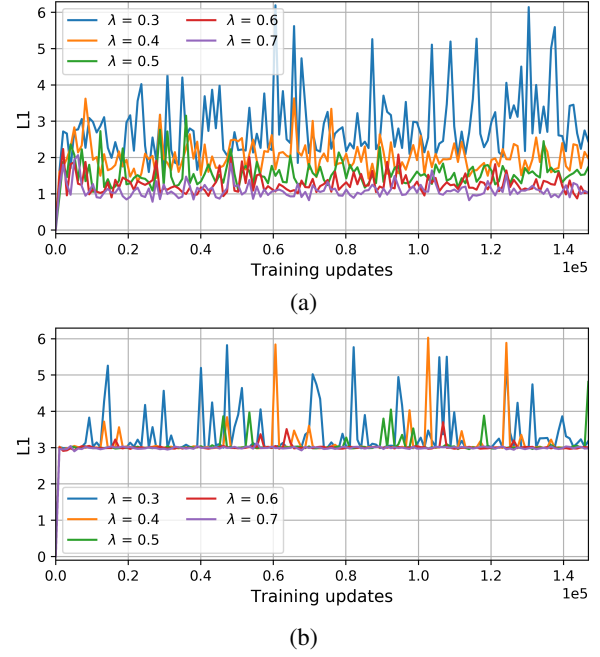 6
5
4
3
2
1
0
L1
λ = 0.3
λ = 0.4
λ = 0.5
λ = 0.6
λ = 0.7
0.0
0.2
0.4
0.6
0.8
1.0
1.2
1.4
1e5
Training updates
(a)
6
5
4
3
2
1
0
L1
λ = 0.3
λ = 0.4
λ = 0.5
λ = 0.6
λ = 0.7
0.0
0.2
0.4
0.6
0.8
1.0
1.2
1.4
1e5
Training updates
(b)